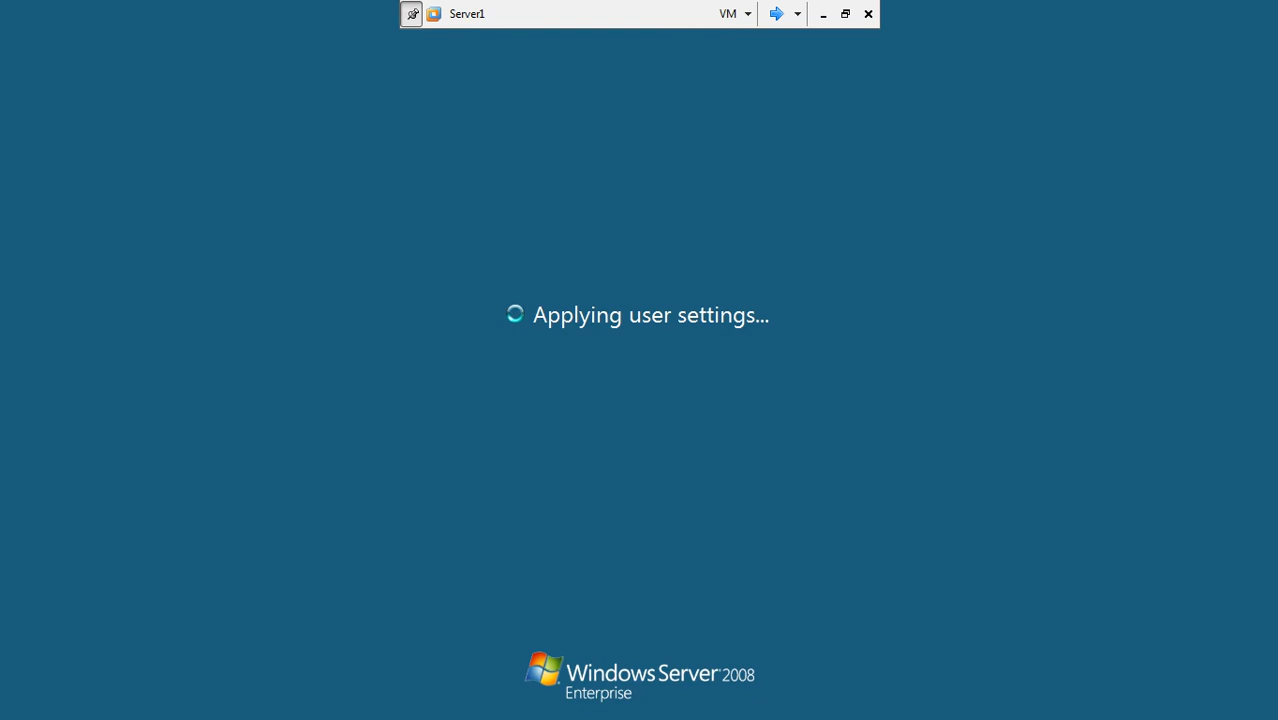 Server1
VM
Applying user settings...
Windows Server 2008
Enterprise